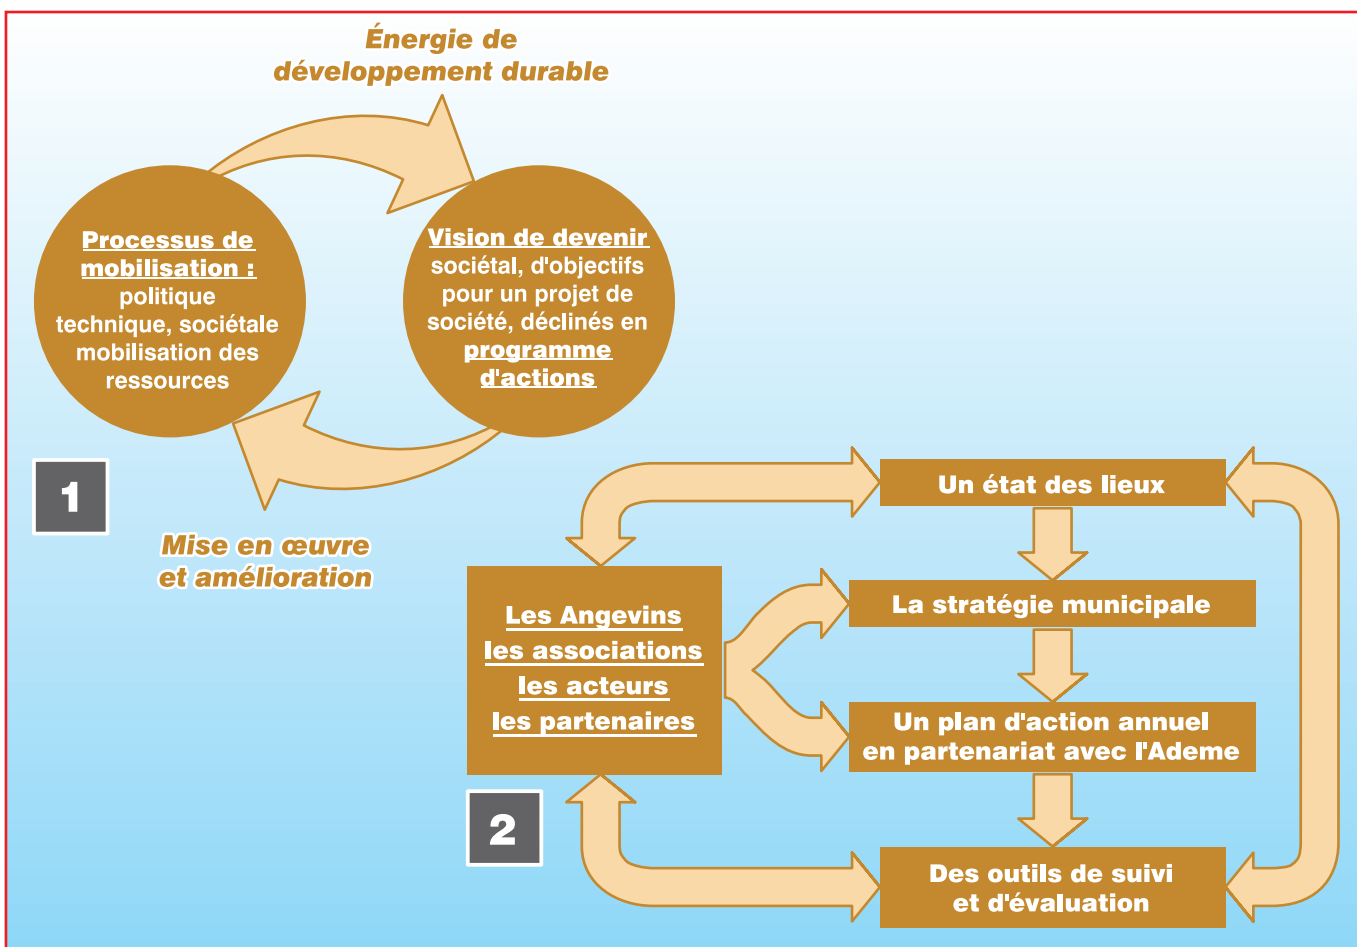 Énergie de
développement durable
Processus de
mobilisation :
politique
technique, sociétale
mobilisation des
ressources
Vision de devenir
sociétal, d'objectifs
pour un projet de
société, déclinés en
programme
d'actions
1
Mise en œuvre
et amélioration
Un état des lieux
Les Angevins
les associations
les acteurs
les partenaires
La stratégie municipale
Un plan d'action annuel
en partenariat avec l'Ademe
2
Des outils de suivi
et d'évaluation